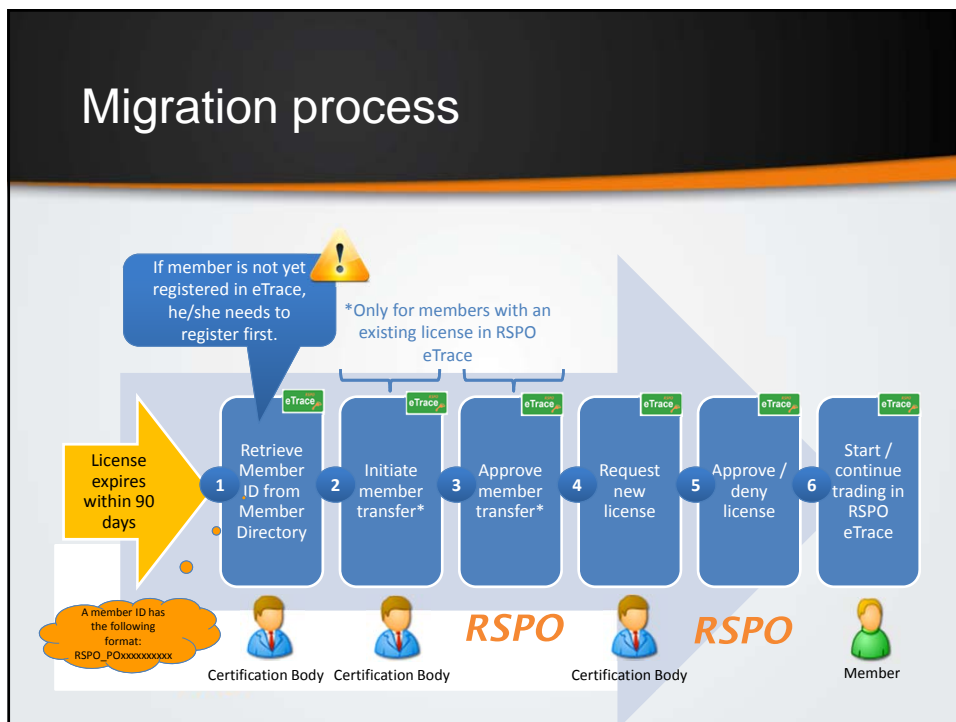 Migration process
If member is not yet
registered in eTrace,
he/she needs to
register first.
*Only for members with an
existing license in RSPO
eTrace
License
expires
within 90
days
1
eTrace
Retrieve
Member
ID from
Member
Directory
2
eTrace
Initiate
member
transfer*
3
eTrace
Approve
member
transfer*
4
eTrace
Request
new
license
5
eTrace
Approve /
deny
license
6
eTrace
Start /
continue
trading in
RSPO
eTrace
A member ID has
the following
format:
RSPO_POxxxxxxxxxx
Certification Body
Certification Body
RSPO
Certification Body
RSPO
Member